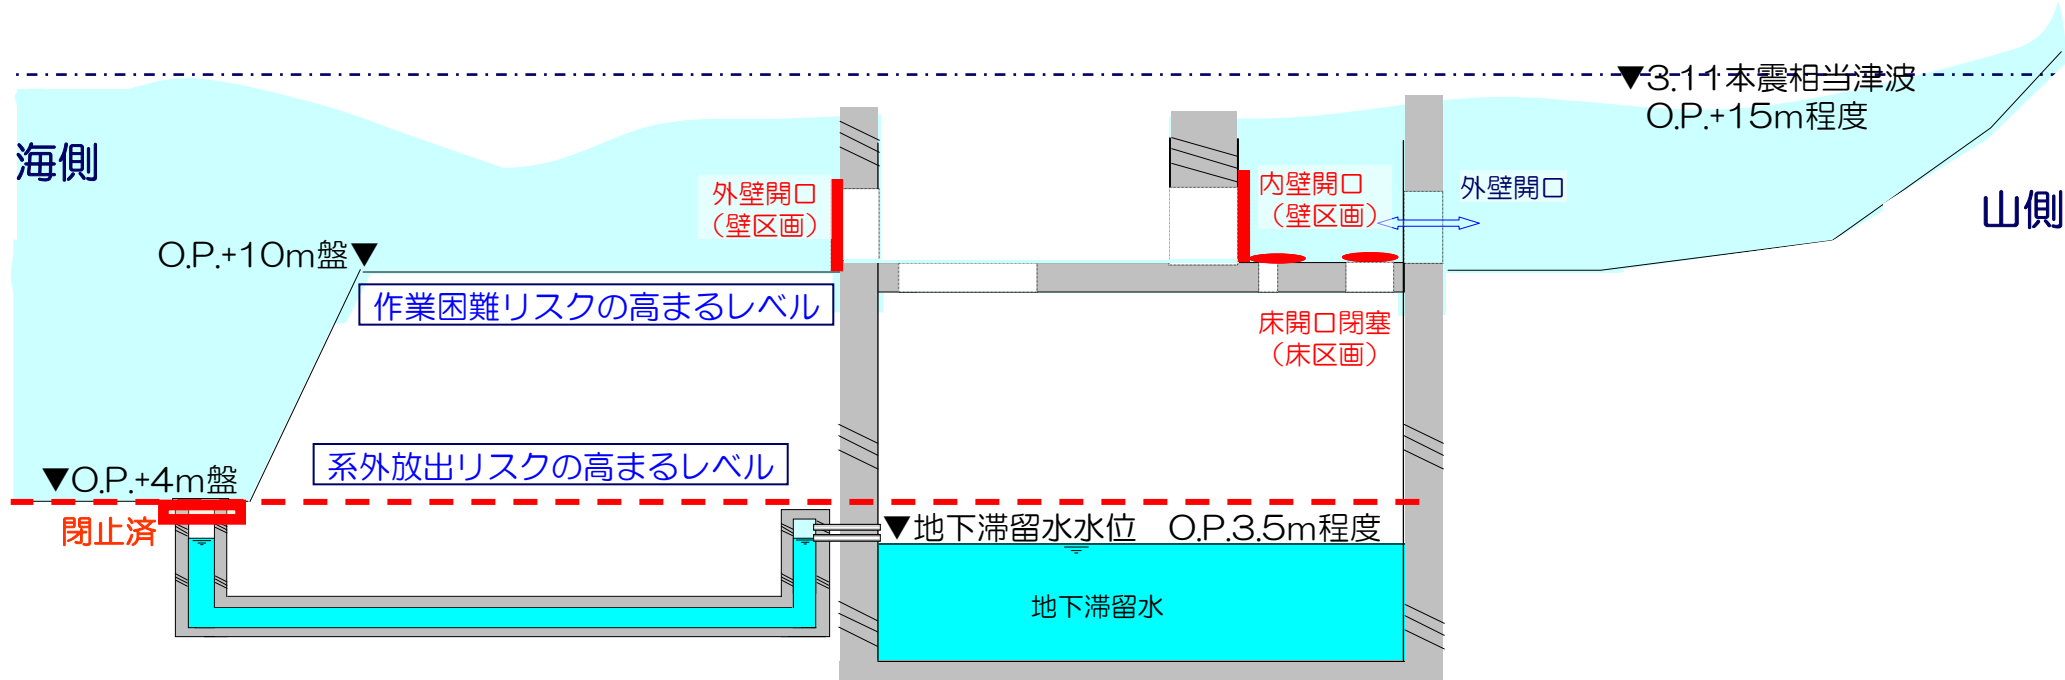 ▼3.11本震相当津波
O.P.+15m程度
海側
外壁開口
（壁区画）
内壁開口
（壁区画）
外壁開口
山側
O.P.+10m盤▼
作業困難リスクの高まるレベル
床開口閉塞
（床区画）
系外放出リスクの高まるレベル
▼O.P.+4m盤
閉止済
▼地下滞留水水位　O.P.3.5m程度
地下滞留水